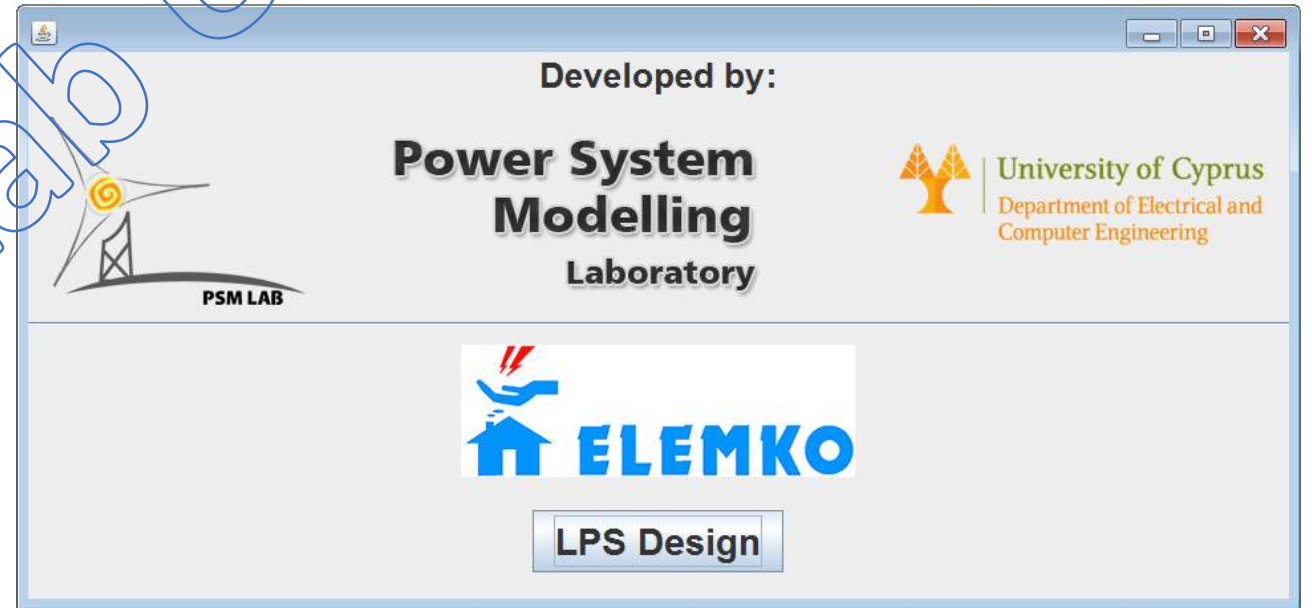 Developed by:
Power System
Modelling
Laboratory
PSM LAB
University of Cyprus
Department of Electrical and
Computer Engineering
ELEMKO
LPS Design